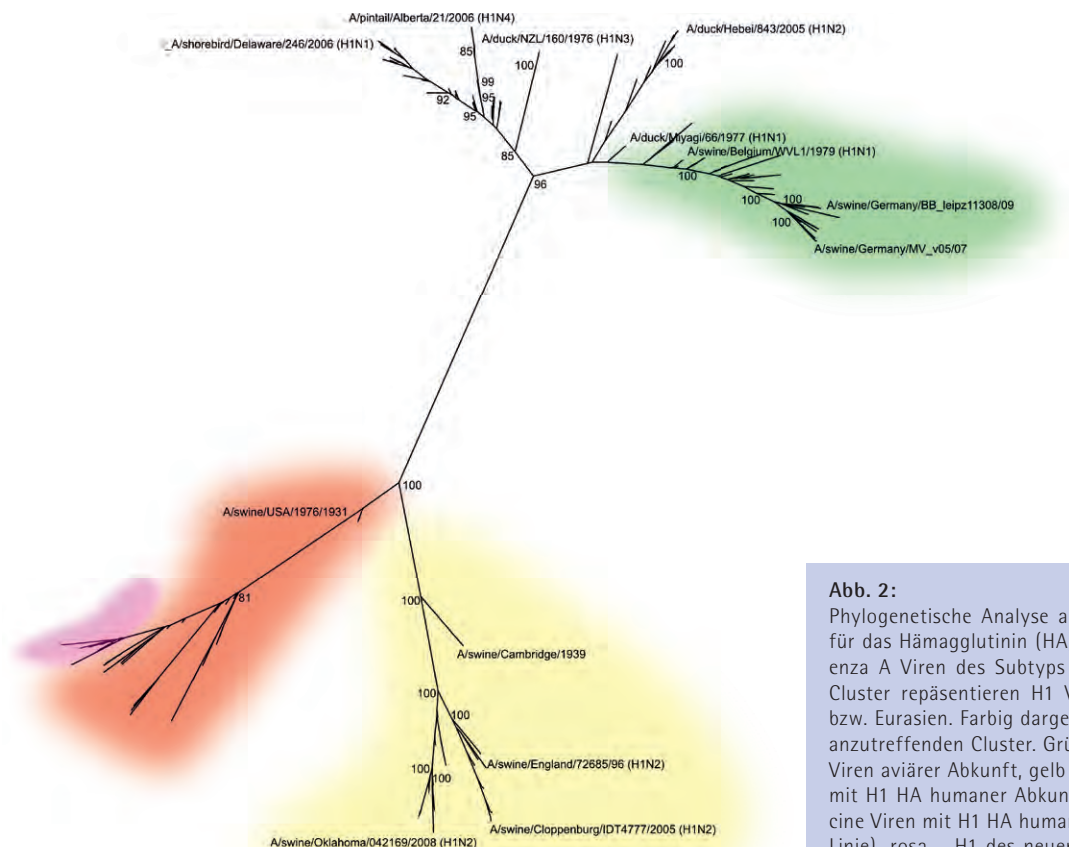 A/pintail/Alberta/21/2006 (H1N4)
A/shorebird/Delaware/246/2006 (H1N1)
A/duck/NZL/160/1976 (H1N3)
A/duck/Hebei/843/2005 (H1N2)
85
100
100
99
95
92
95
85
96
A/duck/Miyagi/66/1977 (H1N1)
A/swine/Belgium/WVL1/1979 (H1N1)
100
100
100
A/swine/Germany/BB_leipz11308/09
100
A/swine/Germany/MV_v05/07
100
A/swine/USA/1976/1931
81
100
A/swine/Cambridge/1939
100
100
A/swine/England/72685/96 (H1N2)
100
100
A/swine/Cloppenburg/IDT4777/2005 (H1N2)
A/swine/Oklahoma/042169/2008 (H1N2)
Abb. 2:
Phylogenetische Analyse a
für das Hämagglutinin (HA
enza A Viren des Subtyps
Cluster repäsentieren H1 V
bzw. Eurasien. Farbig darge
anzutreffenden Cluster. Grü
Viren aviärer Abkunft, gelb
mit H1 HA humaner Abkun
cine Viren mit H1 HA humar
Linie), rosa – H1 des neuer